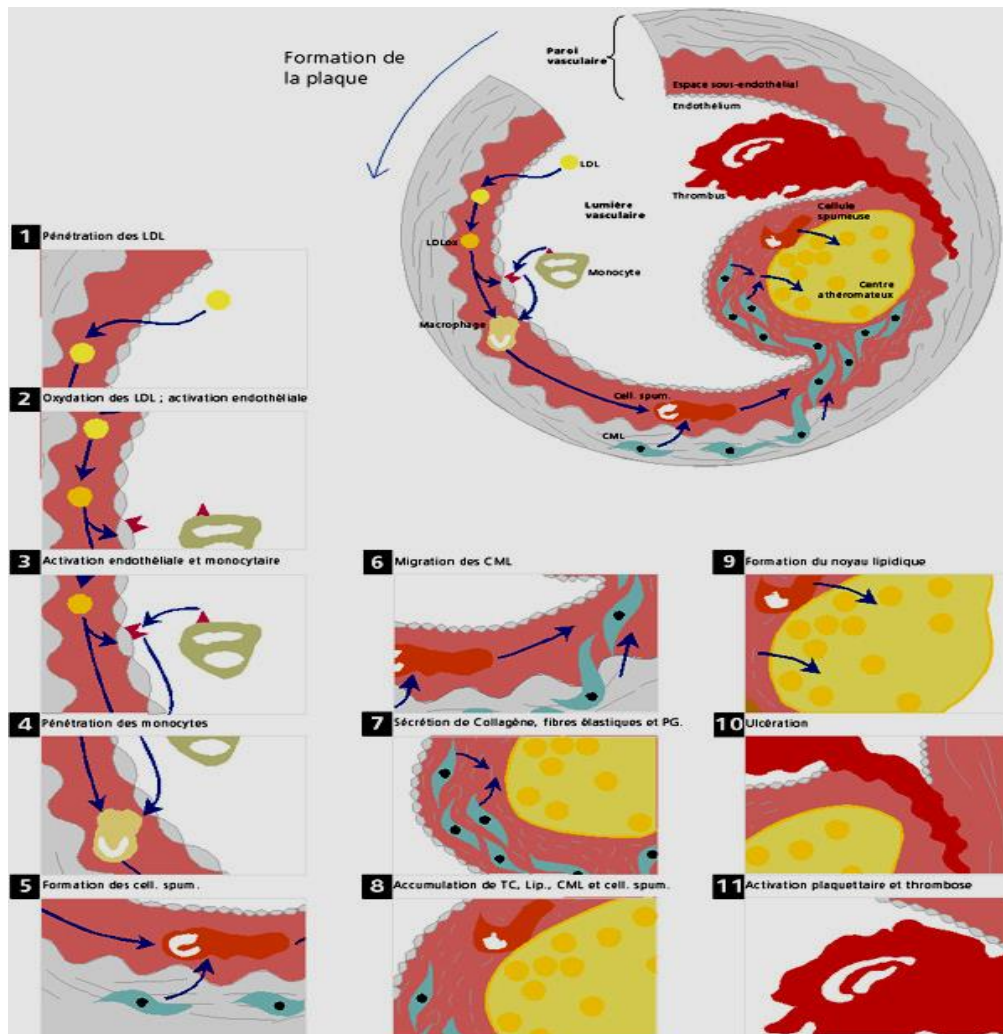 Formation de
la plaque
Paroi
vasculaire
Espace sous-endothélial
Endothélium
LDL
Thrombus
Lumière
vasculaire
Cellule
spumeuse
LDLox
Monocyte
Centre
athéromateux
Macrophage
Cell. spum.
CML
1 Pénétration des LDL
2 Oxydation des LDL ; activation endothéliale
3 Activation endothéliale et monocytaire
4 Pénétration des monocytes
5 Formation des cell. spum.
6 Migration des CML
7 Sécrétion de Collagène, fibres élastiques et PG.
8 Accumulation de TC, Lip., CML et cell. spum.
9 Formation du noyau lipidique
10 Ulcération
11 Activation plaquettaire et thrombose